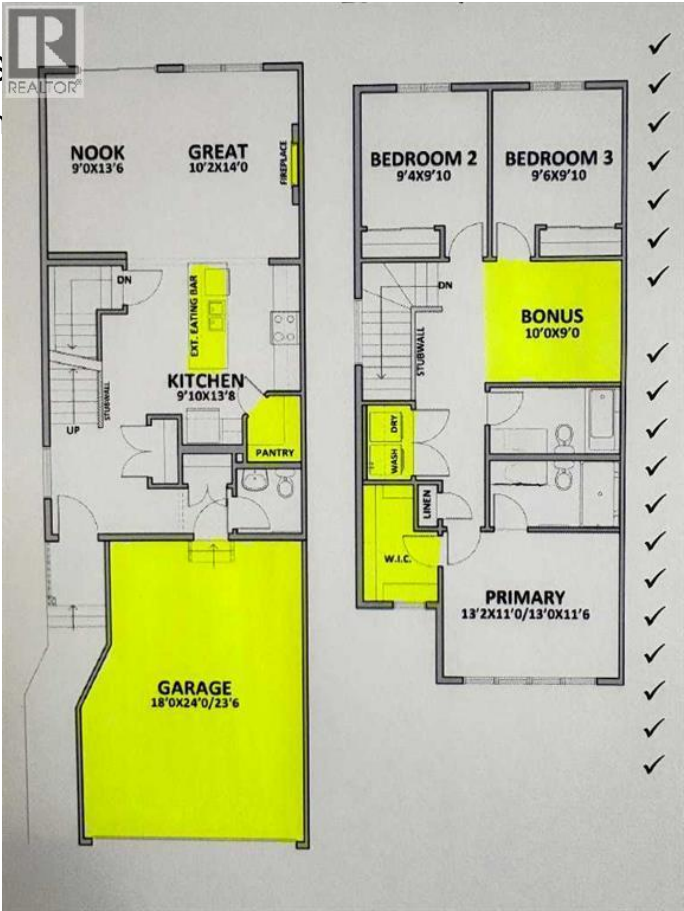 R
REALTOR®
NOOK
9'0X13'6
GREAT
10'2X14'0
FIREPLACE
DN
EXT. EATING BAR
KITCHEN
9'10X13'8
STUBWALL
UP
PANTRY
GARAGE
18'0X24'0/23'6
BEDROOM 2
9'4X9'10
BEDROOM 3
9'6X9'10
DN
BONUS
10'0X9'0
STUBWALL
DRY
WASH
LINEN
W.I.C.
PRIMARY
13'2X11'0/13'0X11'6